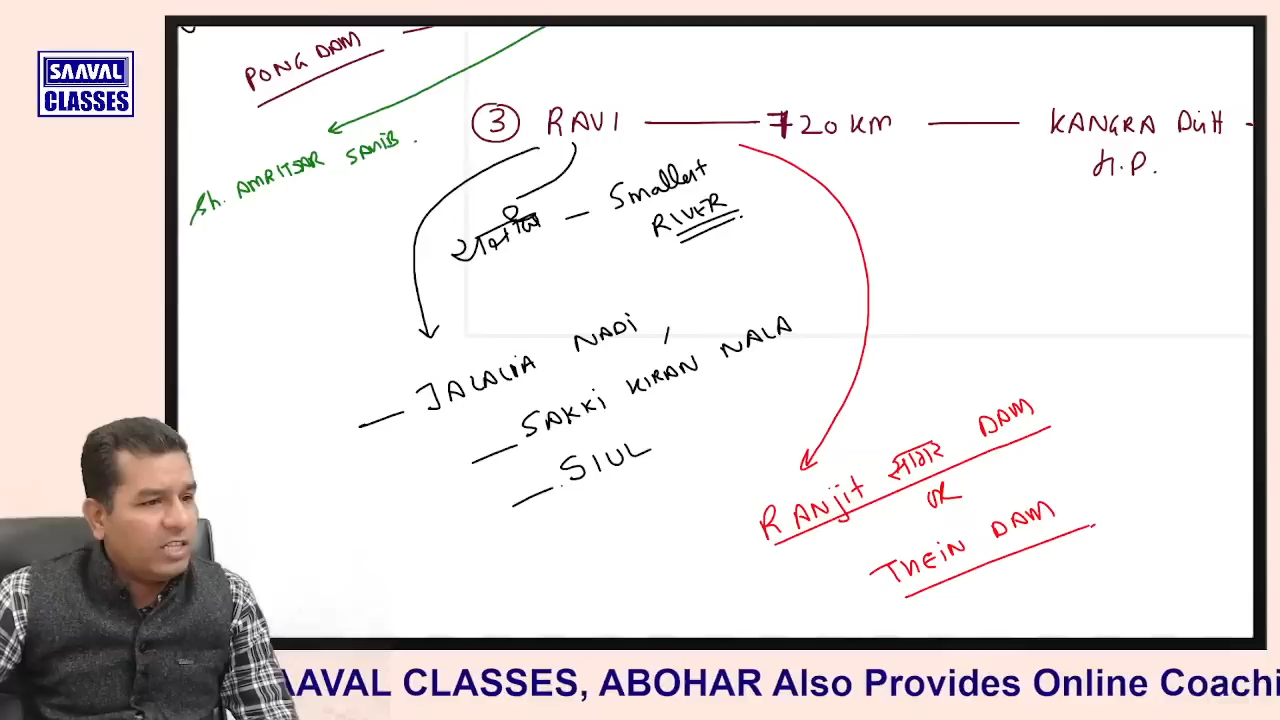 SAAVAL
CLASSES
PONG DAM
Sh. AMRITSAR SAHIB.
③ RAVI — 720 KM — KANGRA Distt -
H.P.
— Smallest
RIVER
— JALALIA NADI,
— SAKKI KIRAN NALA
— SIUL
RANjit सागर DAM
or
TheiN DAM
AAVAL CLASSES, ABOHAR Also Provides Online Coachi